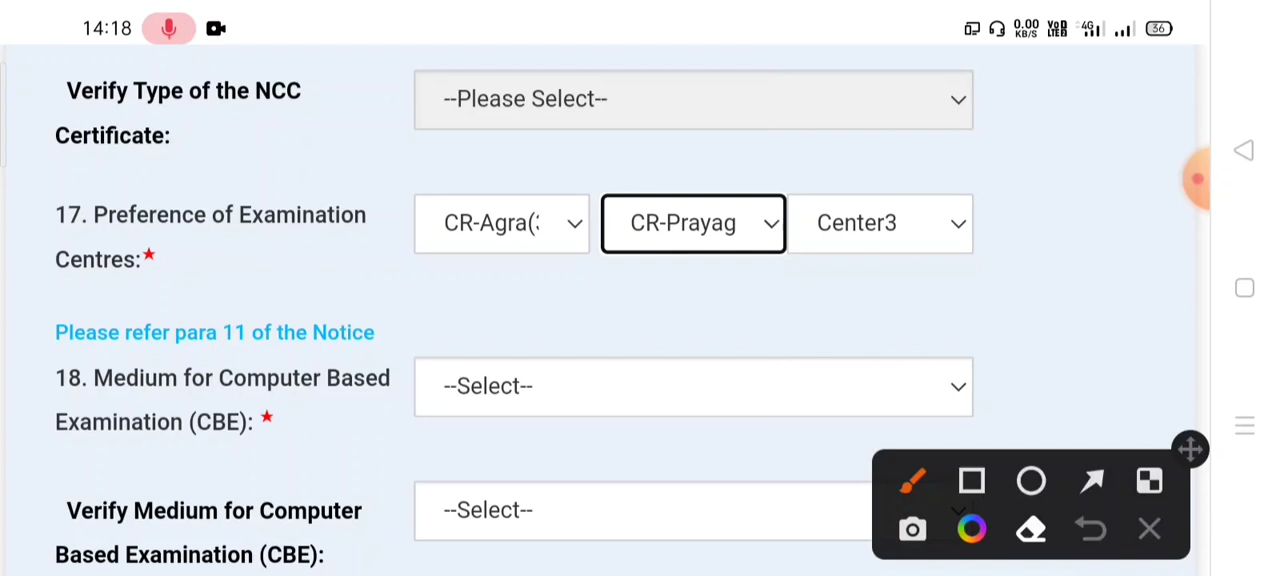 14:18
0.00 KB/S VoD LTE2 4G 36
Verify Type of the NCC
Certificate:
--Please Select--
17. Preference of Examination
Centres:★
CR-Agra(
CR-Prayag
Center3
Please refer para 11 of the Notice
18. Medium for Computer Based
Examination (CBE): ★
--Select--
Verify Medium for Computer
Based Examination (CBE):
--Select--